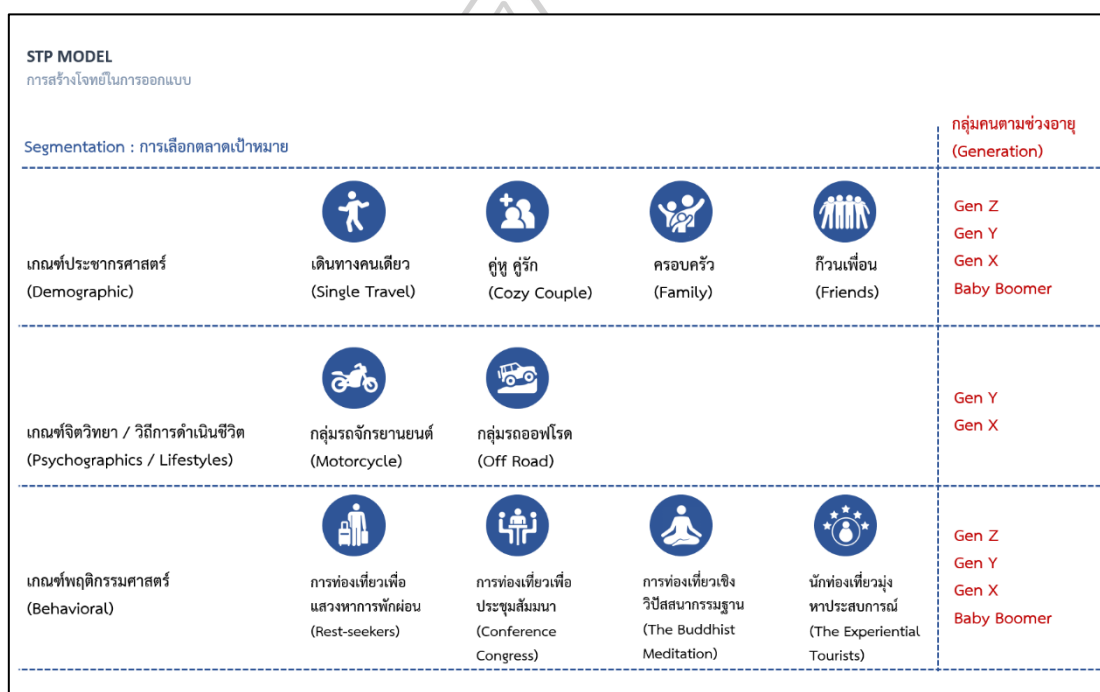 STP MODEL
การสร้างโจทย์ในการออกแบบ
กลุ่มคนตามช่วงอายุ
(Generation)
Segmentation : การเลือกตลาดเป้าหมาย
เกณฑ์ประชากรศาสตร์
(Demographic)
เดินทางคนเดียว
(Single Travel)
คู่หู คู่รัก
(Cozy Couple)
ครอบครัว
(Family)
ก๊วนเพื่อน
(Friends)
Gen Z
Gen Y
Gen X
Baby Boomer
เกณฑ์จิตวิทยา / วิถีการดำเนินชีวิต
(Psychographics / Lifestyles)
กลุ่มรถจักรยานยนต์
(Motorcycle)
กลุ่มรถออฟโรด
(Off Road)
Gen Y
Gen X
เกณฑ์พฤติกรรมศาสตร์
(Behavioral)
การท่องเที่ยวเพื่อ
แสวงหาการพักผ่อน
(Rest-seekers)
การท่องเที่ยวเพื่อ
ประชุมสัมมนา
(Conference
Congress)
การท่องเที่ยวเชิง
วิปัสสนากรรมฐาน
(The Buddhist
Meditation)
นักท่องเที่ยวมุ่ง
หาประสบการณ์
(The Experiential
Tourists)
Gen Z
Gen Y
Gen X
Baby Boomer